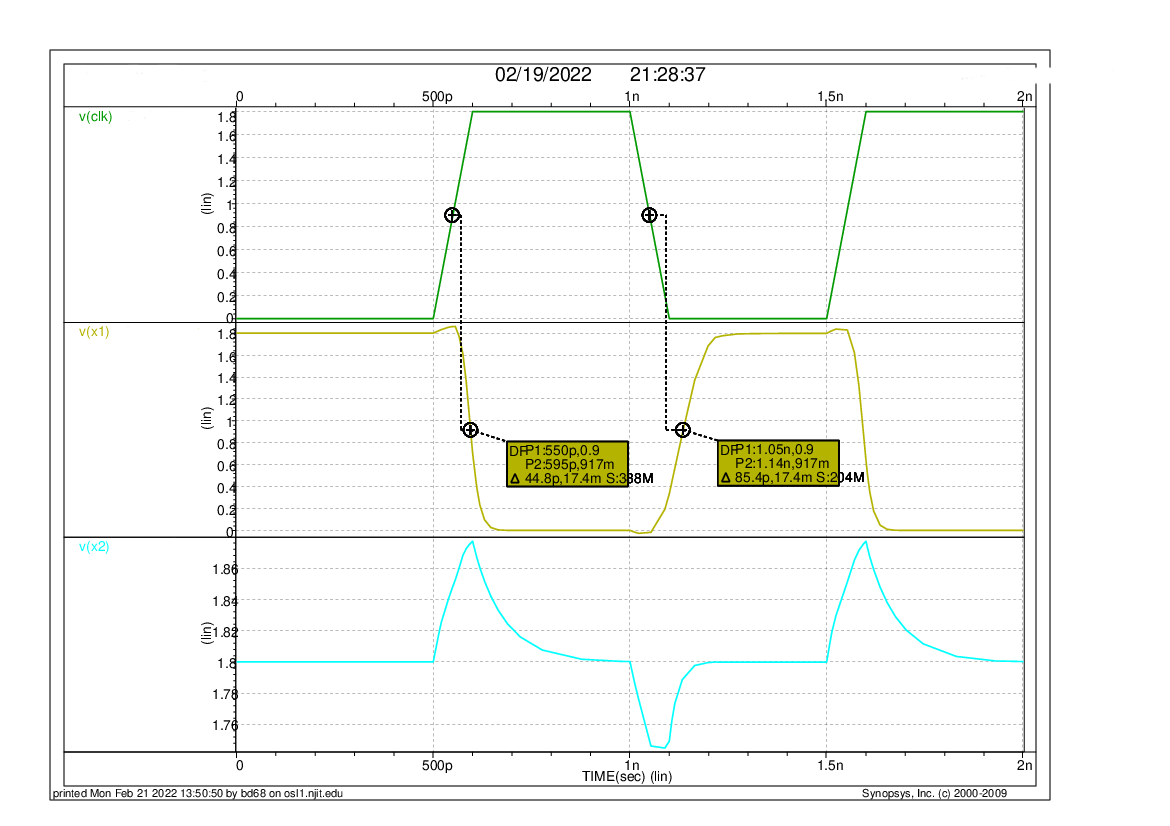 02/19/2022 21:28:37
0 500p 1n 1.5n 2n
v(clk)
(lin)
1.8
1.6
1.4
1.2
1
0.8
0.6
0.4
0.2
0
v(x1)
(lin)
1.8
1.6
1.4
1.2
1
0.8
0.6
0.4
0.2
0
DP P1:550p,0.9
P2:595p,917m
Δ 44.8p,17.4m S:388M
DP P1:1.05n,0.9
P2:1.14n,917m
Δ 85.4p,17.4m S:204M
v(x2)
(lin)
1.86
1.84
1.82
1.8
1.78
1.76
0 500p 1n 1.5n 2n
TIME(sec) (lin)
printed Mon Feb 21 2022 13:50:50 by bd68 on osl1.njit.edu
Synopsys, Inc. (c) 2000-2009